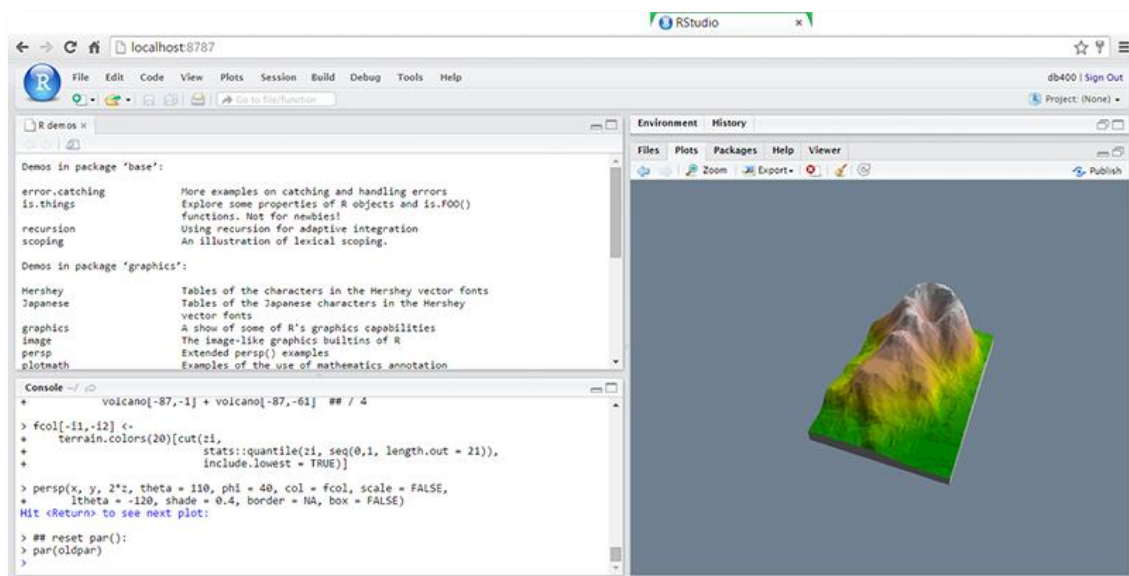 RStudio ×
localhost:8787
R File Edit Code View Plots Session Build Debug Tools Help
db400 | Sign Out
Go to file/function
Project: (None)
R demos ×
Demos in package ‘base’:
error.catching More examples on catching and handling errors
is.things Explore some properties of R objects and is.FOO()
functions. Not for newbies!
recursion Using recursion for adaptive integration
scoping An illustration of lexical scoping.
Demos in package ‘graphics’:
Hershey Tables of the characters in the Hershey vector fonts
Japanese Tables of the Japanese characters in the Hershey
vector fonts
graphics A show of some of R's graphics capabilities
image The image-like graphics builtins of R
persp Extended persp() examples
plotmath Examples of the use of mathematics annotation
Console ~/
+ volcano[-87,-1] + volcano[-87,-61] ## / 4
> fcol[-i1,-i2] <-
+ terrain.colors(20)[cut(zi,
+ stats::quantile(zi, seq(0,1, length.out = 21)),
+ include.lowest = TRUE)]
> persp(x, y, 2*z, theta = 110, phi = 40, col = fcol, scale = FALSE,
+ ltheta = -120, shade = 0.4, border = NA, box = FALSE)
Hit <Return> to see next plot:
> ## reset par():
> par(oldpar)
>
Environment History
Files Plots Packages Help Viewer
Zoom Export Publish